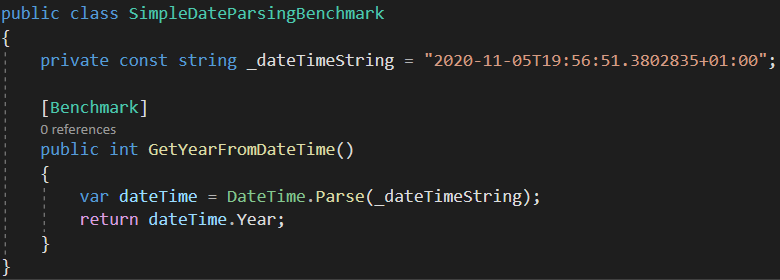 public class SimpleDateParsingBenchmark
{
    private const string _dateTimeString = "2020-11-05T19:56:51.3802835+01:00";
    [Benchmark]
    0 references
    public int GetYearFromDateTime()
    {
        var dateTime = DateTime.Parse(_dateTimeString);
        return dateTime.Year;
    }
}